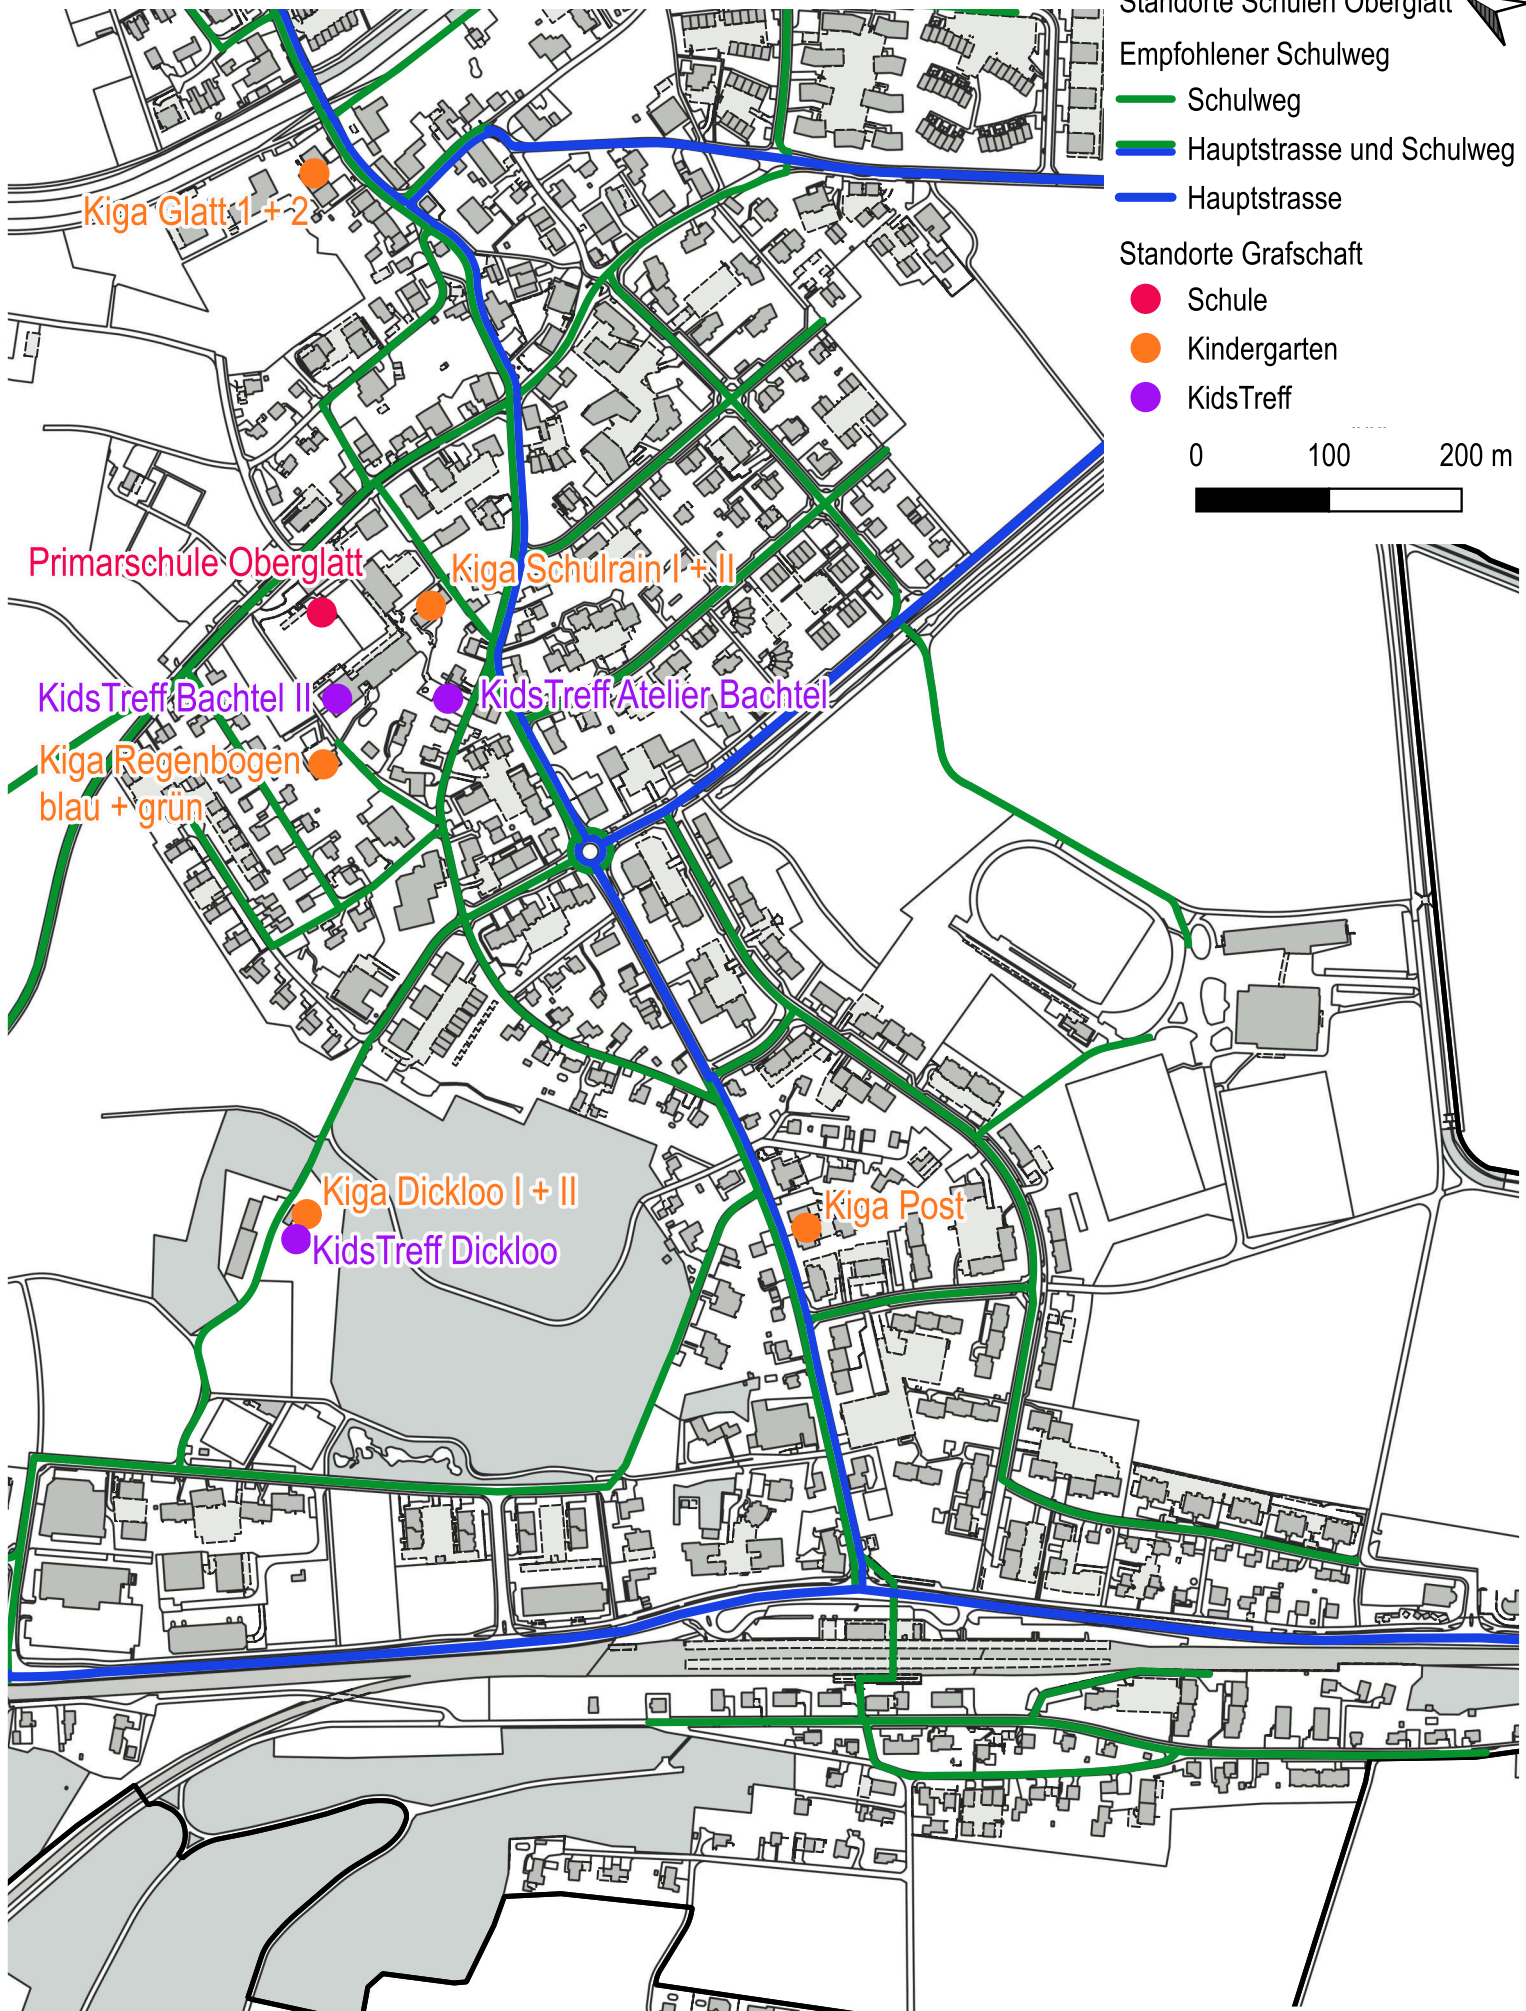 Standorte Schulen Oberglatt
Empfohlener Schulweg
Schulweg
Hauptstrasse und Schulweg
Hauptstrasse
Standorte Grafschaft
Schule
Kindergarten
KidsTreff
0 100 200 m
Kiga Glatt 1 + 2
Primarschule Oberglatt
Kiga Schulrain I + II
KidsTreff Bachtel II
KidsTreff Atelier Bachtel
Kiga Regenbogen
blau + grün
Kiga Dickloo I + II
KidsTreff Dickloo
Kiga Post